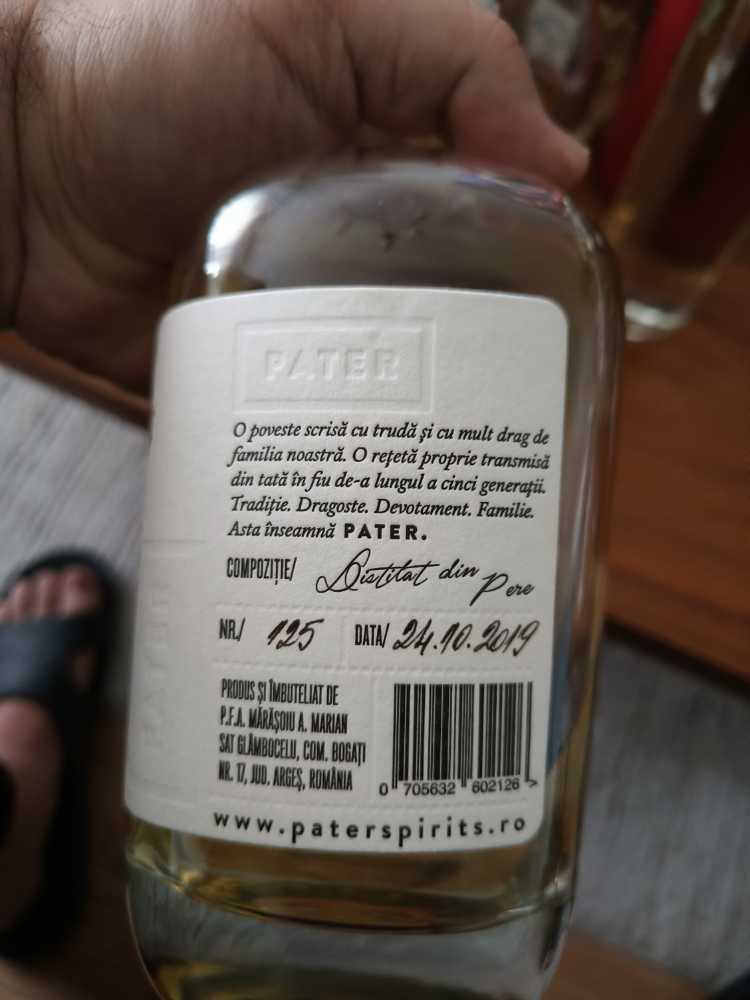 PATER
O poveste scrisă cu trudă și cu mult drag de
familia noastră. O rețetă proprie transmisă
din tată în fiu de-a lungul a cinci generații.
Tradiție. Dragoste. Devotament. Familie.
Asta înseamnă PATER.
COMPOZIȚIE/ Distilat din Pere
NR./ 125 DATA/ 24.10.2019
PRODUS ȘI ÎMBUTELIAT DE
P.F.A. MĂRĂȘOIU A. MARIAN
SAT GLÂMBOCELU, COM. BOGAȚI
NR. 17, JUD. ARGEȘ, ROMÂNIA
0 705632 602126 >
www.paterspirits.ro